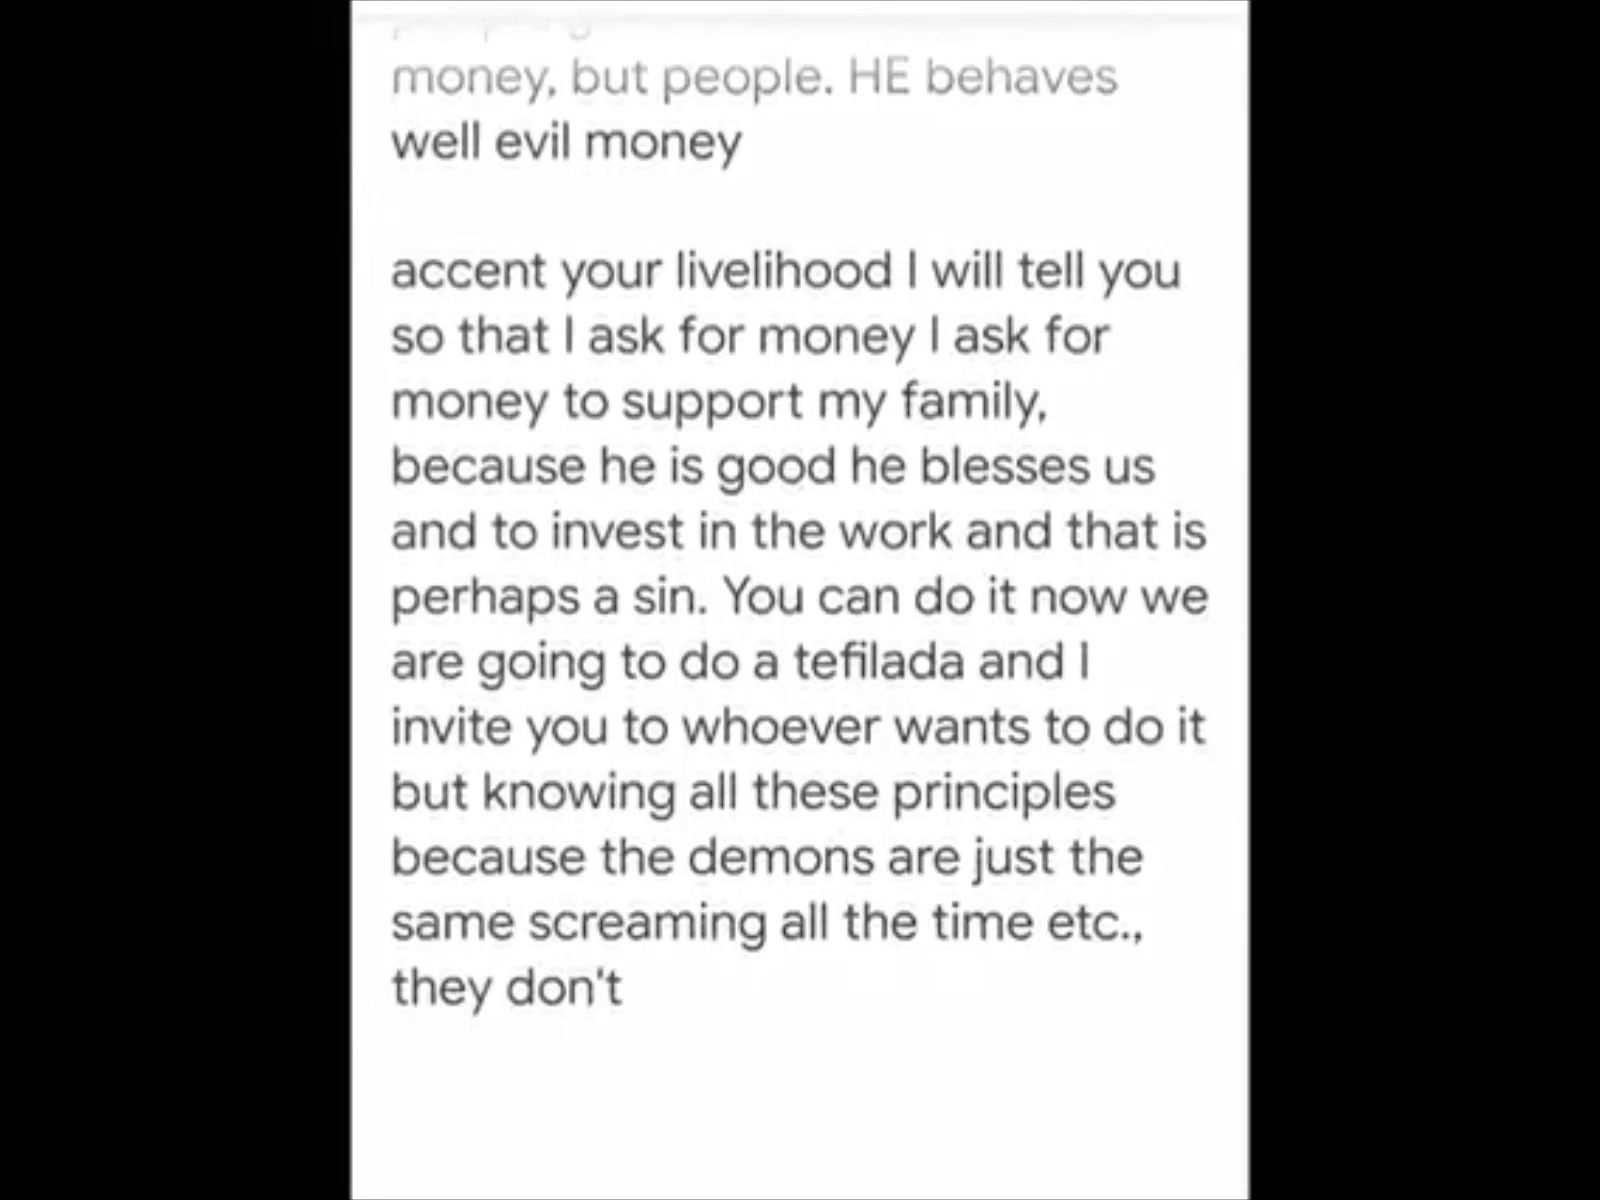 money, but people. HE behaves
well evil money
accent your livelihood I will tell you
so that I ask for money I ask for
money to support my family,
because he is good he blesses us
and to invest in the work and that is
perhaps a sin. You can do it now we
are going to do a tefilada and I
invite you to whoever wants to do it
but knowing all these principles
because the demons are just the
same screaming all the time etc.,
they don't